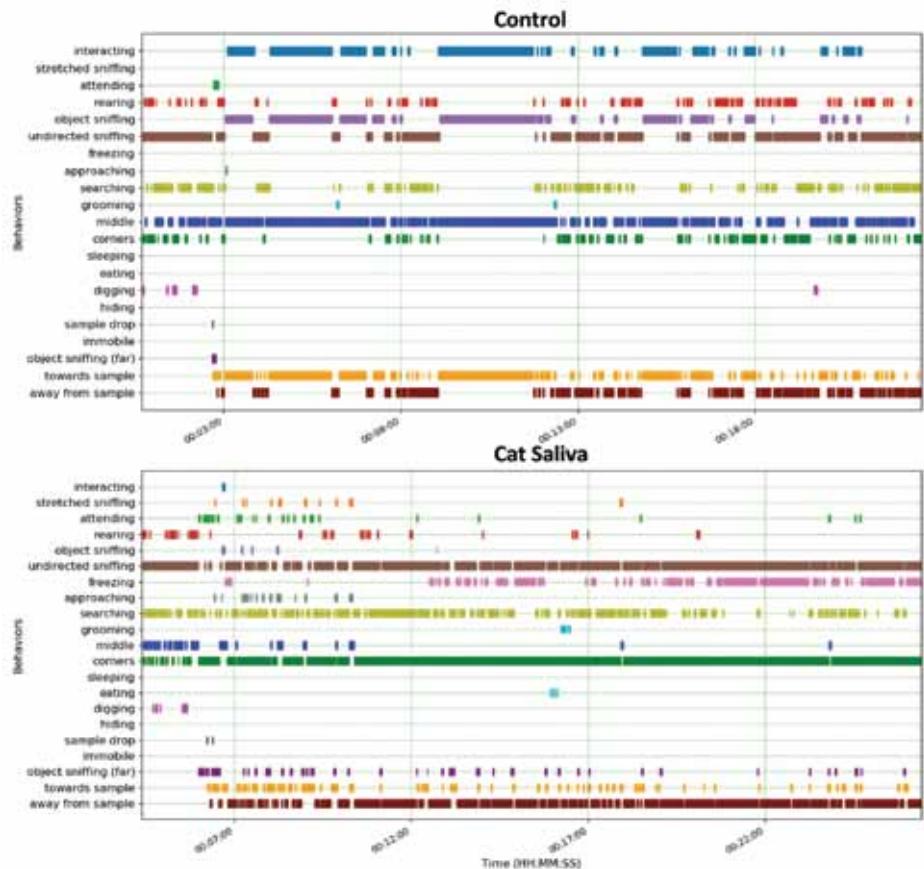 Control
interacting
stretched sniffing
attending
rearing
object sniffing
undirected sniffing
freezing
approaching
searching
grooming
middle
corners
sleeping
eating
digging
hiding
sample drop
immobile
object sniffing (far)
towards sample
away from sample
Behaviors
00:03:00
00:08:00
00:13:00
00:18:00
Cat Saliva
interacting
stretched sniffing
attending
rearing
object sniffing
undirected sniffing
freezing
approaching
searching
grooming
middle
corners
sleeping
eating
digging
hiding
sample drop
immobile
object sniffing (far)
towards sample
away from sample
Behaviors
00:07:00
00:12:00
00:17:00
00:22:00
Time (HH:MM:SS)